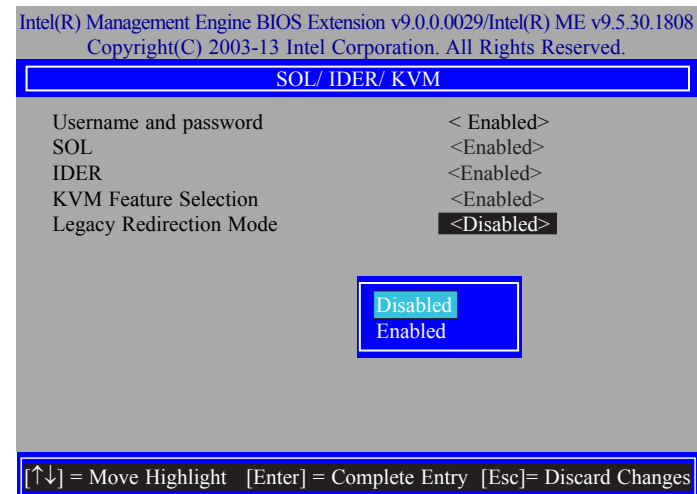 Intel(R) Management Engine BIOS Extension v9.0.0.0029/Intel(R) ME v9.5.30.1808
Copyright(C) 2003-13 Intel Corporation. All Rights Reserved.
SOL/ IDER/ KVM
Username and password < Enabled>
SOL <Enabled>
IDER <Enabled>
KVM Feature Selection <Enabled>
Legacy Redirection Mode <Disabled>
Disabled
Enabled
[↑↓] = Move Highlight [Enter] = Complete Entry [Esc]= Discard Changes